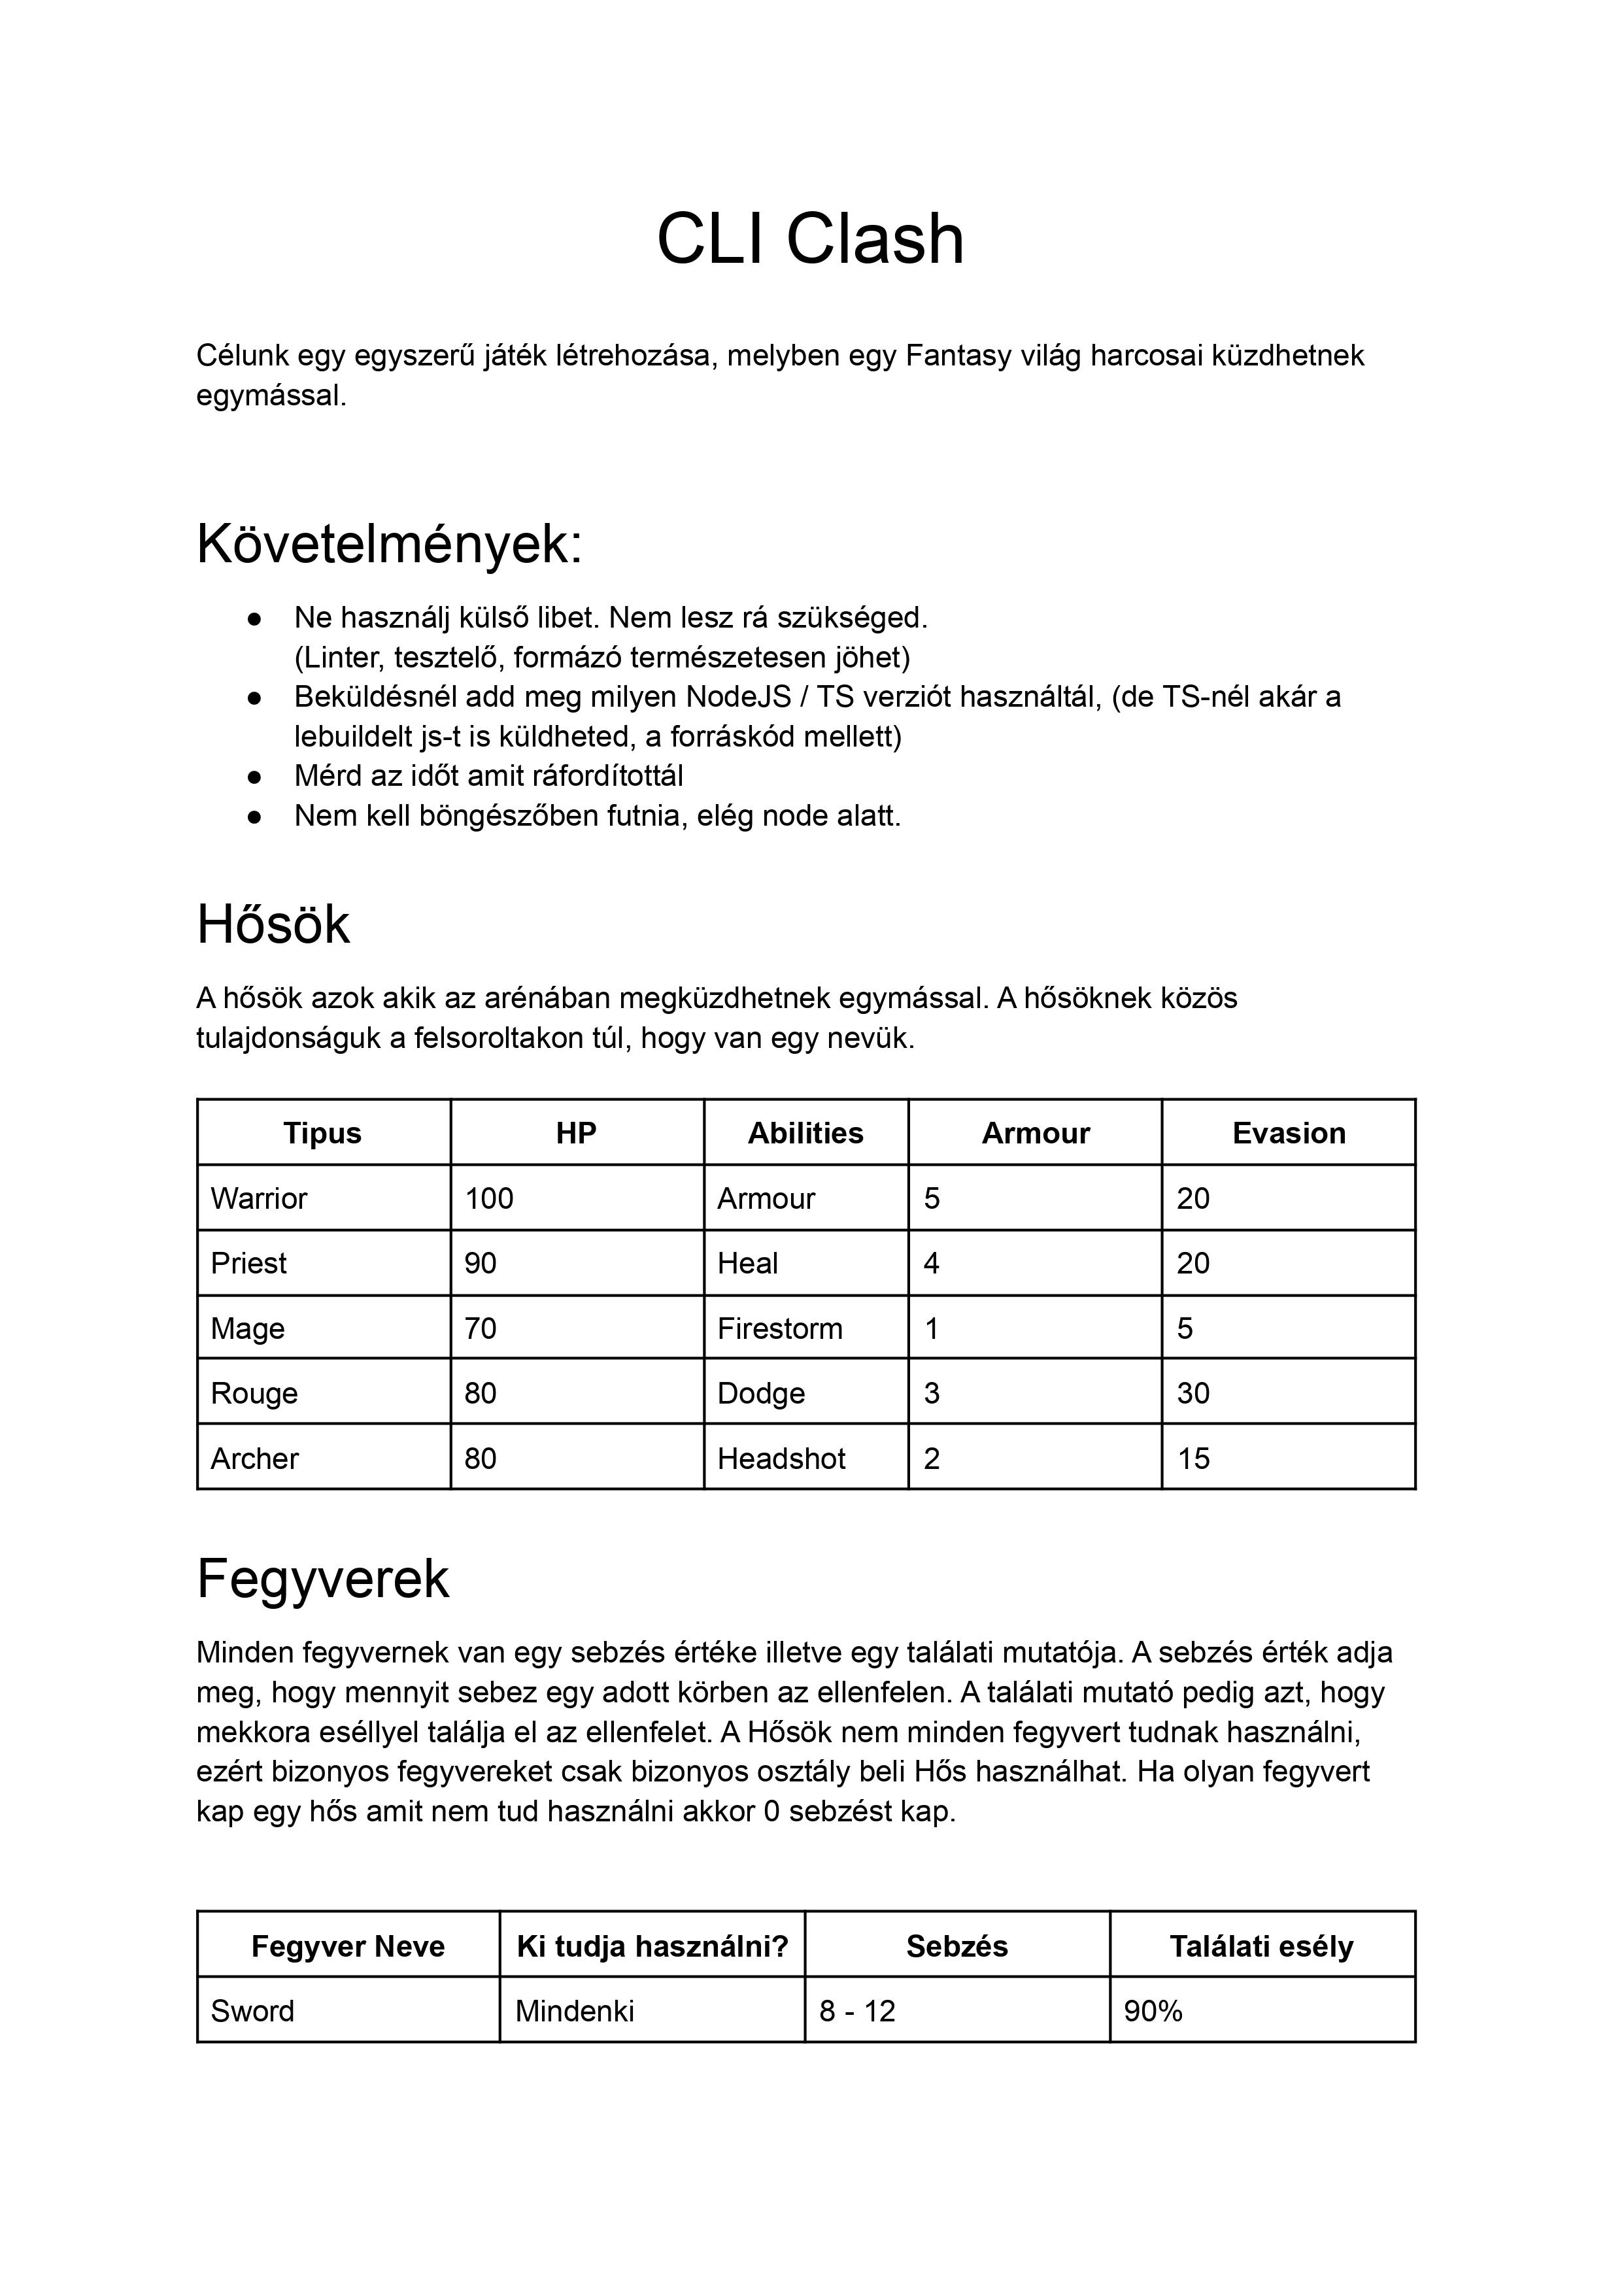 CLI Clash
Célunk egy egyszerű játék létrehozása, melyben egy Fantasy világ harcosai küzdhetnek
egymással.
Követelmények:
● Ne használj külső libet. Nem lesz rá szükséged.
(Linter, tesztelő, formázó természetesen jöhet)
● Beküldésnél add meg milyen NodeJS / TS verziót használtál, (de TS-nél akár a
lebuildelt js-t is küldheted, a forráskód mellett)
● Mérd az időt amit ráfordítottál
● Nem kell böngészőben futnia, elég node alatt.
Hősök
A hősök azok akik az arénában megküzdhetnek egymással. A hősöknek közös
tulajdonságuk a felsoroltakon túl, hogy van egy nevük.
Tipus HP Abilities Armour Evasion
Warrior 100 Armour 5 20
Priest 90 Heal 4 20
Mage 70 Firestorm 1 5
Rouge 80 Dodge 3 30
Archer 80 Headshot 2 15
Fegyverek
Minden fegyvernek van egy sebzés értéke illetve egy találati mutatója. A sebzés érték adja
meg, hogy mennyit sebez egy adott körben az ellenfelen. A találati mutató pedig azt, hogy
mekkora eséllyel találja el az ellenfelet. A Hősök nem minden fegyvert tudnak használni,
ezért bizonyos fegyvereket csak bizonyos osztály beli Hős használhat. Ha olyan fegyvert
kap egy hős amit nem tud használni akkor 0 sebzést kap.
Fegyver Neve Ki tudja használni? Sebzés Találati esély
Sword Mindenki 8 - 12 90%